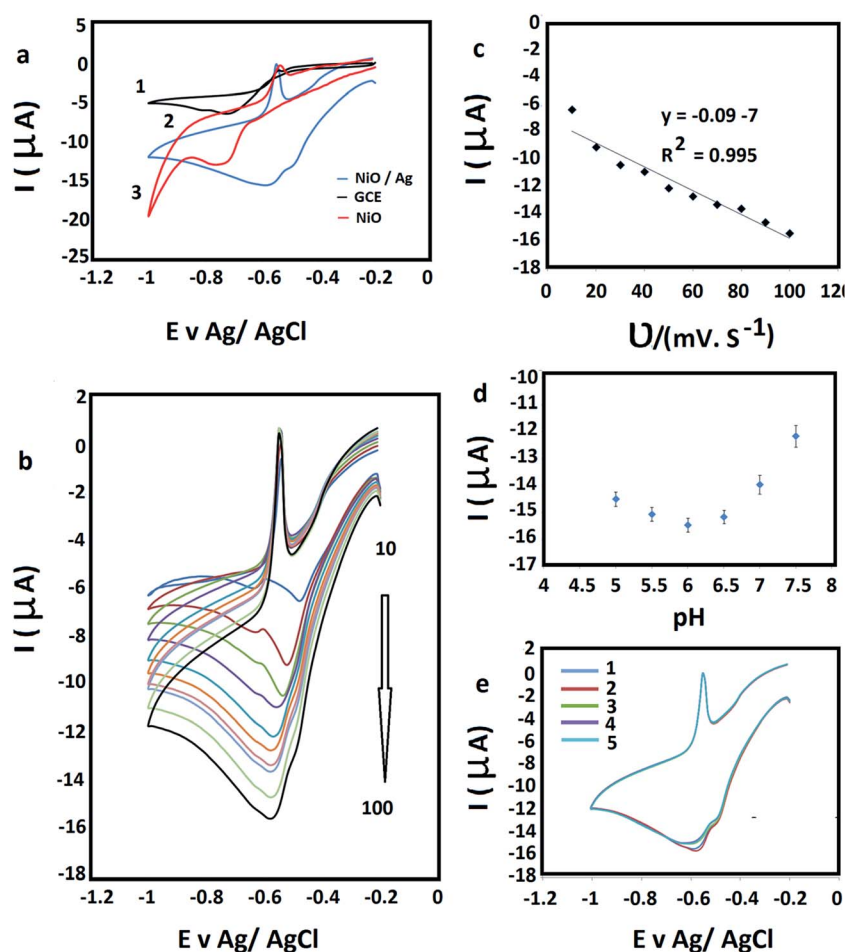 a
5
0
-5
-10
-15
-20
-25
I ( μA)
1
2
3
NiO / Ag
GCE
NiO
-1.2 -1 -0.8 -0.6 -0.4 -0.2 0
E v Ag/ AgCl
c
0
-4
-6
-8
-10
-12
-14
-16
-18
I ( μA)
y = -0.09 -7
R2 = 0.995
0 20 40 60 80 100 120
Ʋ/(mV. S-1)
b
2
0
-2
-4
-6
-8
-10
-12
-14
-16
-18
I ( μA)
10
100
-1.2 -1 -0.8 -0.6 -0.4 -0.2 0
E v Ag/ AgCl
d
-10
-11
-12
-13
-14
-15
-16
-17
I ( μA)
4 4.5 5 5.5 6 6.5 7 7.5 8
pH
e
2
0
-2
-4
-6
-8
-10
-12
-14
-16
-18
I ( μA)
1
2
3
4
5
-1.2 -1 -0.8 -0.6 -0.4 -0.2 0
E v Ag/ AgCl